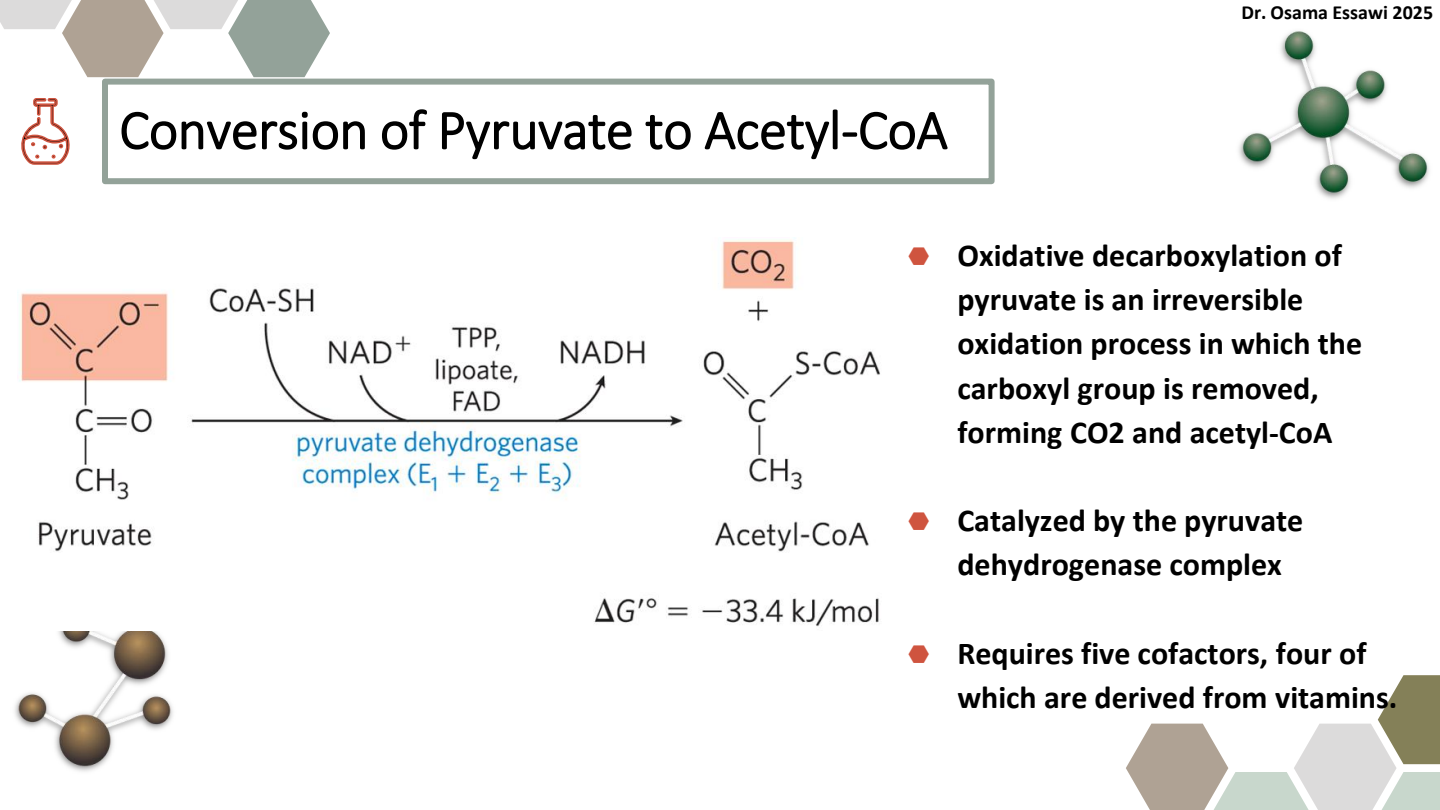 Dr. Osama Essawi 2025
Conversion of Pyruvate to Acetyl-CoA
O O⁻
C
C=O
CH₃
Pyruvate
CoA-SH
NAD⁺
TPP,
lipoate,
FAD
NADH
pyruvate dehydrogenase
complex (E₁ + E₂ + E₃)
CO₂
+
O S-CoA
C
CH₃
Acetyl-CoA
ΔG′° = −33.4 kJ/mol
Oxidative decarboxylation of
pyruvate is an irreversible
oxidation process in which the
carboxyl group is removed,
forming CO2 and acetyl-CoA
Catalyzed by the pyruvate
dehydrogenase complex
Requires five cofactors, four of
which are derived from vitamins.